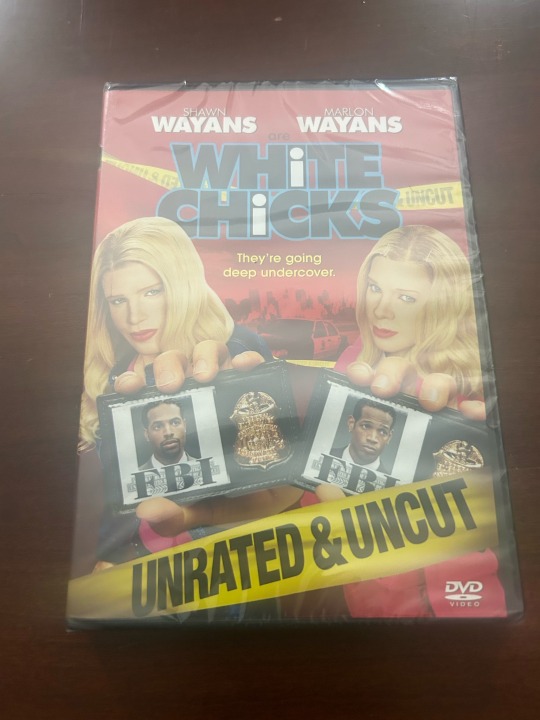 SHAWN
WAYANS
MARLON
WAYANS
are
WHiTE
CHiCKS
UNCUT
They're going
deep undercover.
FBI
FBI
UNRATED & UNCUT
DVD
VIDEO